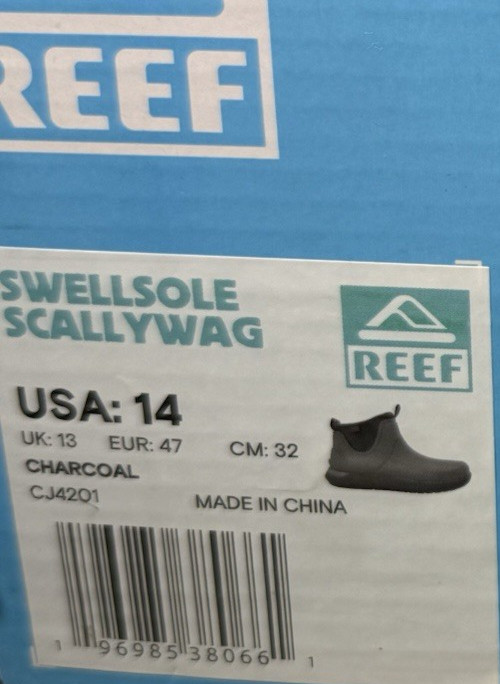 REEF
SWELLSOLE
SCALLYWAG
REEF
USA: 14
UK: 13 EUR: 47 CM: 32
CHARCOAL
CJ4201
MADE IN CHINA
1 96985 38066 1